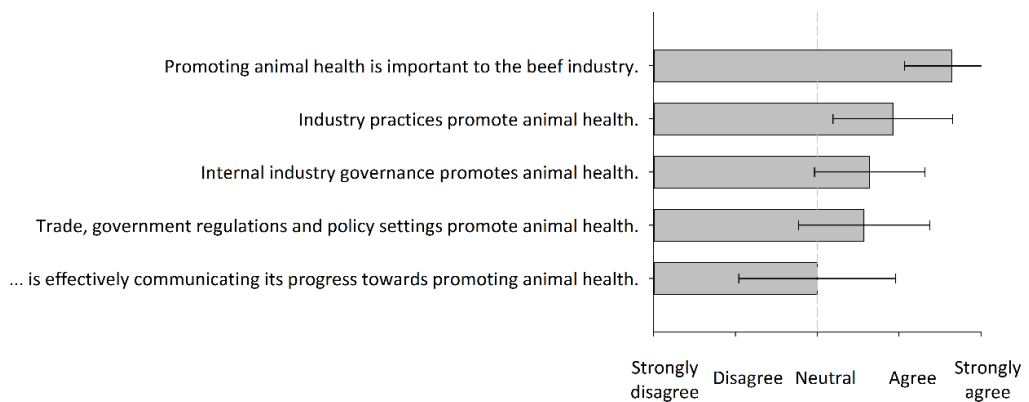 Promoting animal health is important to the beef industry.
Industry practices promote animal health.
Internal industry governance promotes animal health.
Trade, government regulations and policy settings promote animal health.
... is effectively communicating its progress towards promoting animal health.
Strongly disagree
Disagree
Neutral
Agree
Strongly agree